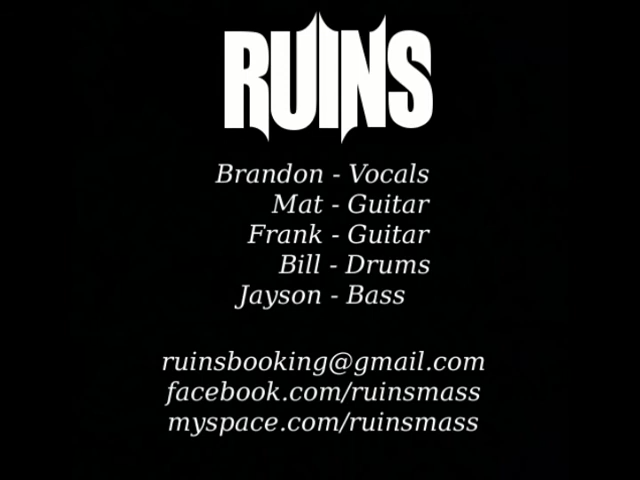 RUINS
Brandon - Vocals
Mat - Guitar
Frank - Guitar
Bill - Drums
Jayson - Bass
ruinsbooking@gmail.com
facebook.com/ruinsmass
myspace.com/ruinsmass